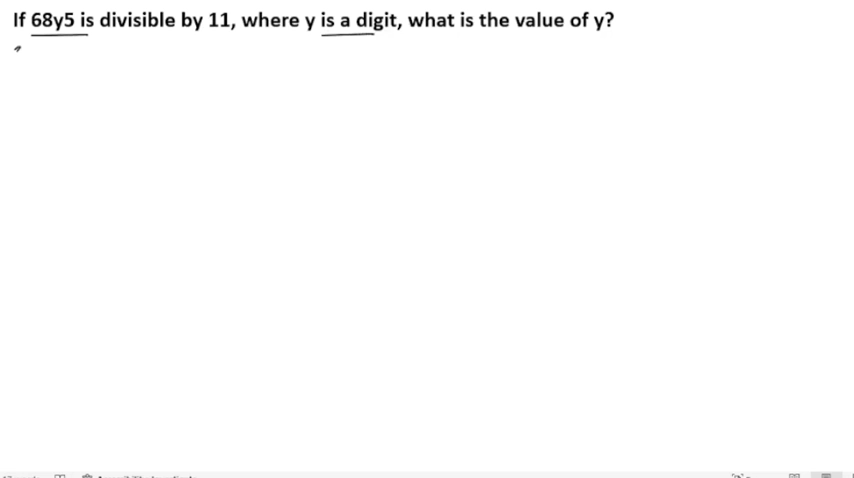 If 68y5 is divisible by 11, where y is a digit, what is the value of y?